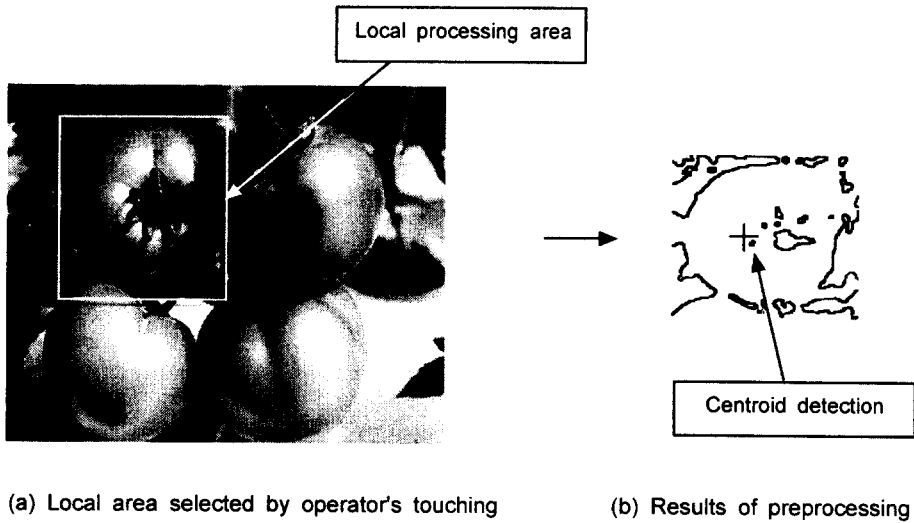 Local processing area
Centroid detection
(a) Local area selected by operator's touching
(b) Results of preprocessing